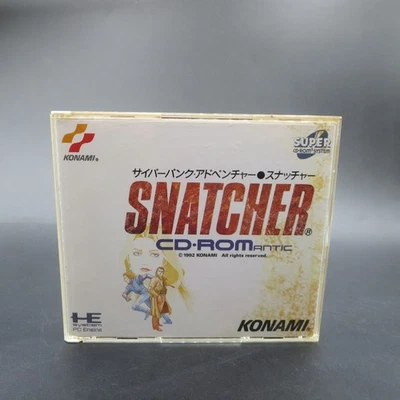 KONAMI®
SUPER
CD-ROM² SYSTEM
サイバーパンク・アドベンチャー●スナッチャー
SNATCHER®
CD-ROMANTIC
©1992 KONAMI All rights reserved.
HE
system
PC Engine
KONAMI